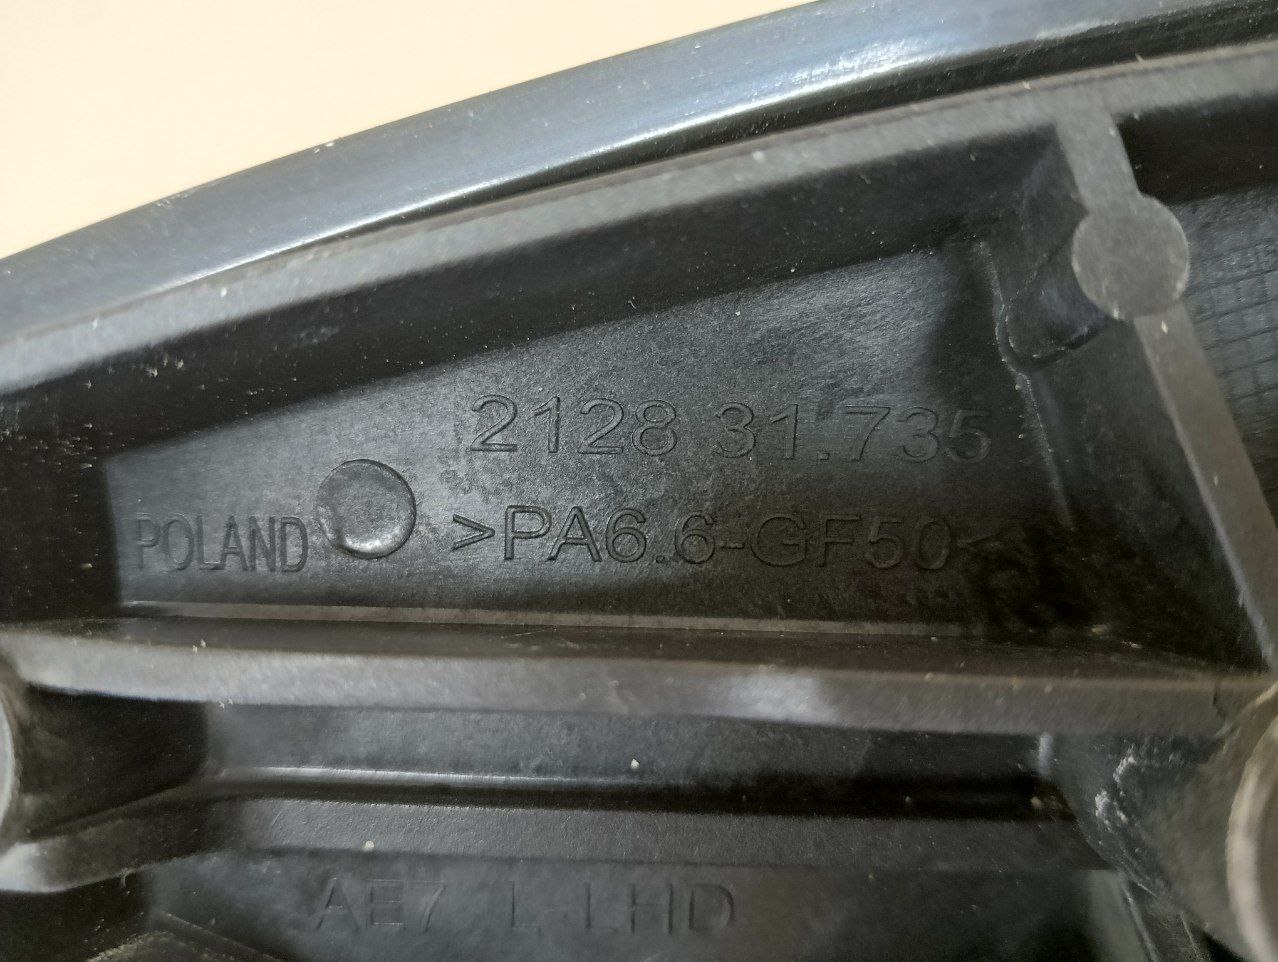 2128 31.735
POLAND
>PA6.6-GF50<
AE7 L-LHD